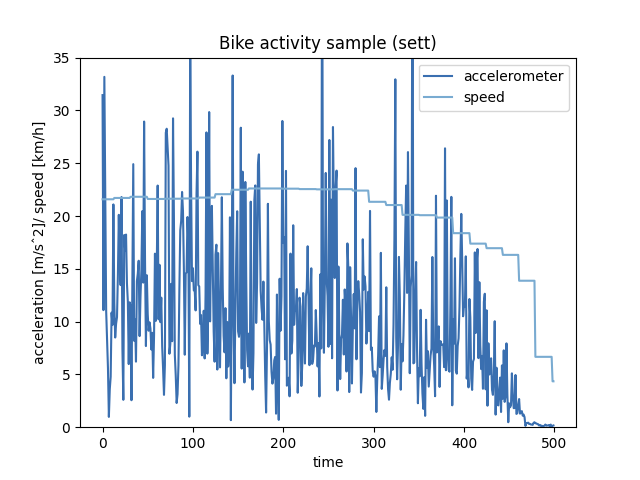 Bike activity sample (sett)
accelerometer
speed
acceleration [m/s^2]/ speed [km/h]
35
30
25
20
15
10
5
0
0 100 200 300 400 500
time